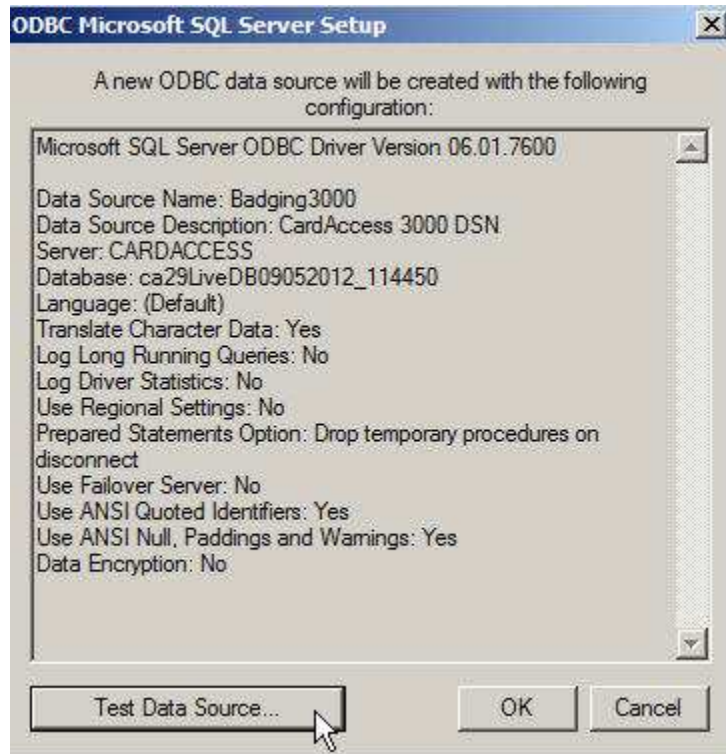 ODBC Microsoft SQL Server Setup
A new ODBC data source will be created with the following
configuration:
Microsoft SQL Server ODBC Driver Version 06.01.7600
Data Source Name: Badging3000
Data Source Description: CardAccess 3000 DSN
Server: CARDACCESS
Database: ca29LiveDB09052012_114450
Language: (Default)
Translate Character Data: Yes
Log Long Running Queries: No
Log Driver Statistics: No
Use Regional Settings: No
Prepared Statements Option: Drop temporary procedures on
disconnect
Use Failover Server: No
Use ANSI Quoted Identifiers: Yes
Use ANSI Null, Paddings and Warnings: Yes
Data Encryption: No
Test Data Source... OK Cancel